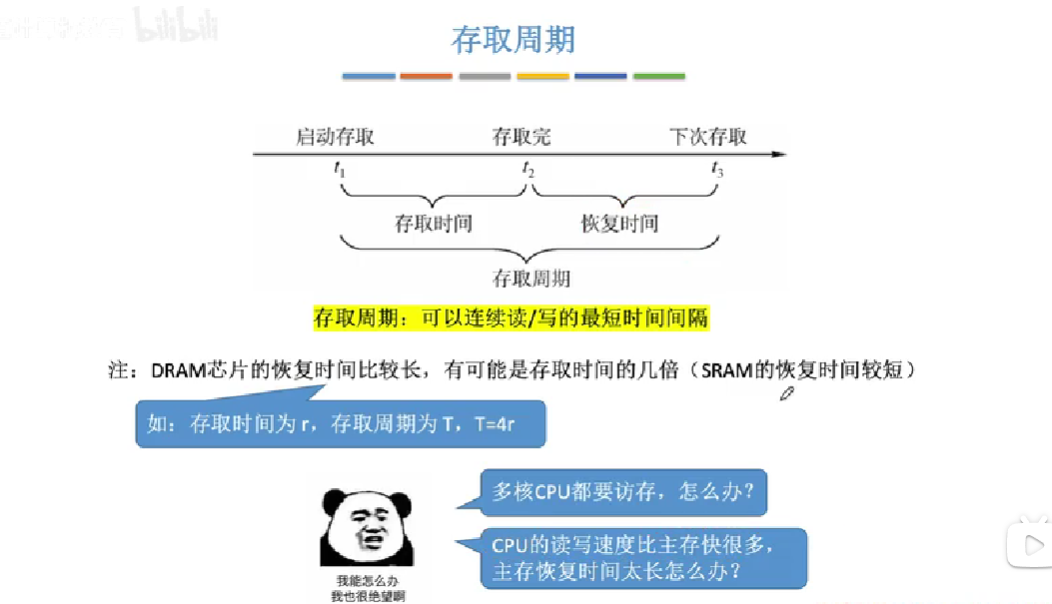 bilibili
存取周期
启动存取 存取完 下次存取
t1 t2 t3
存取时间 恢复时间
存取周期
存取周期：可以连续读/写的最短时间间隔
注：DRAM芯片的恢复时间比较长，有可能是存取时间的几倍（SRAM的恢复时间较短）
如：存取时间为 r，存取周期为 T，T=4r
多核CPU都要访存，怎么办？
CPU的读写速度比主存快很多，
主存恢复时间太长怎么办？
我能怎么办
我也很绝望啊